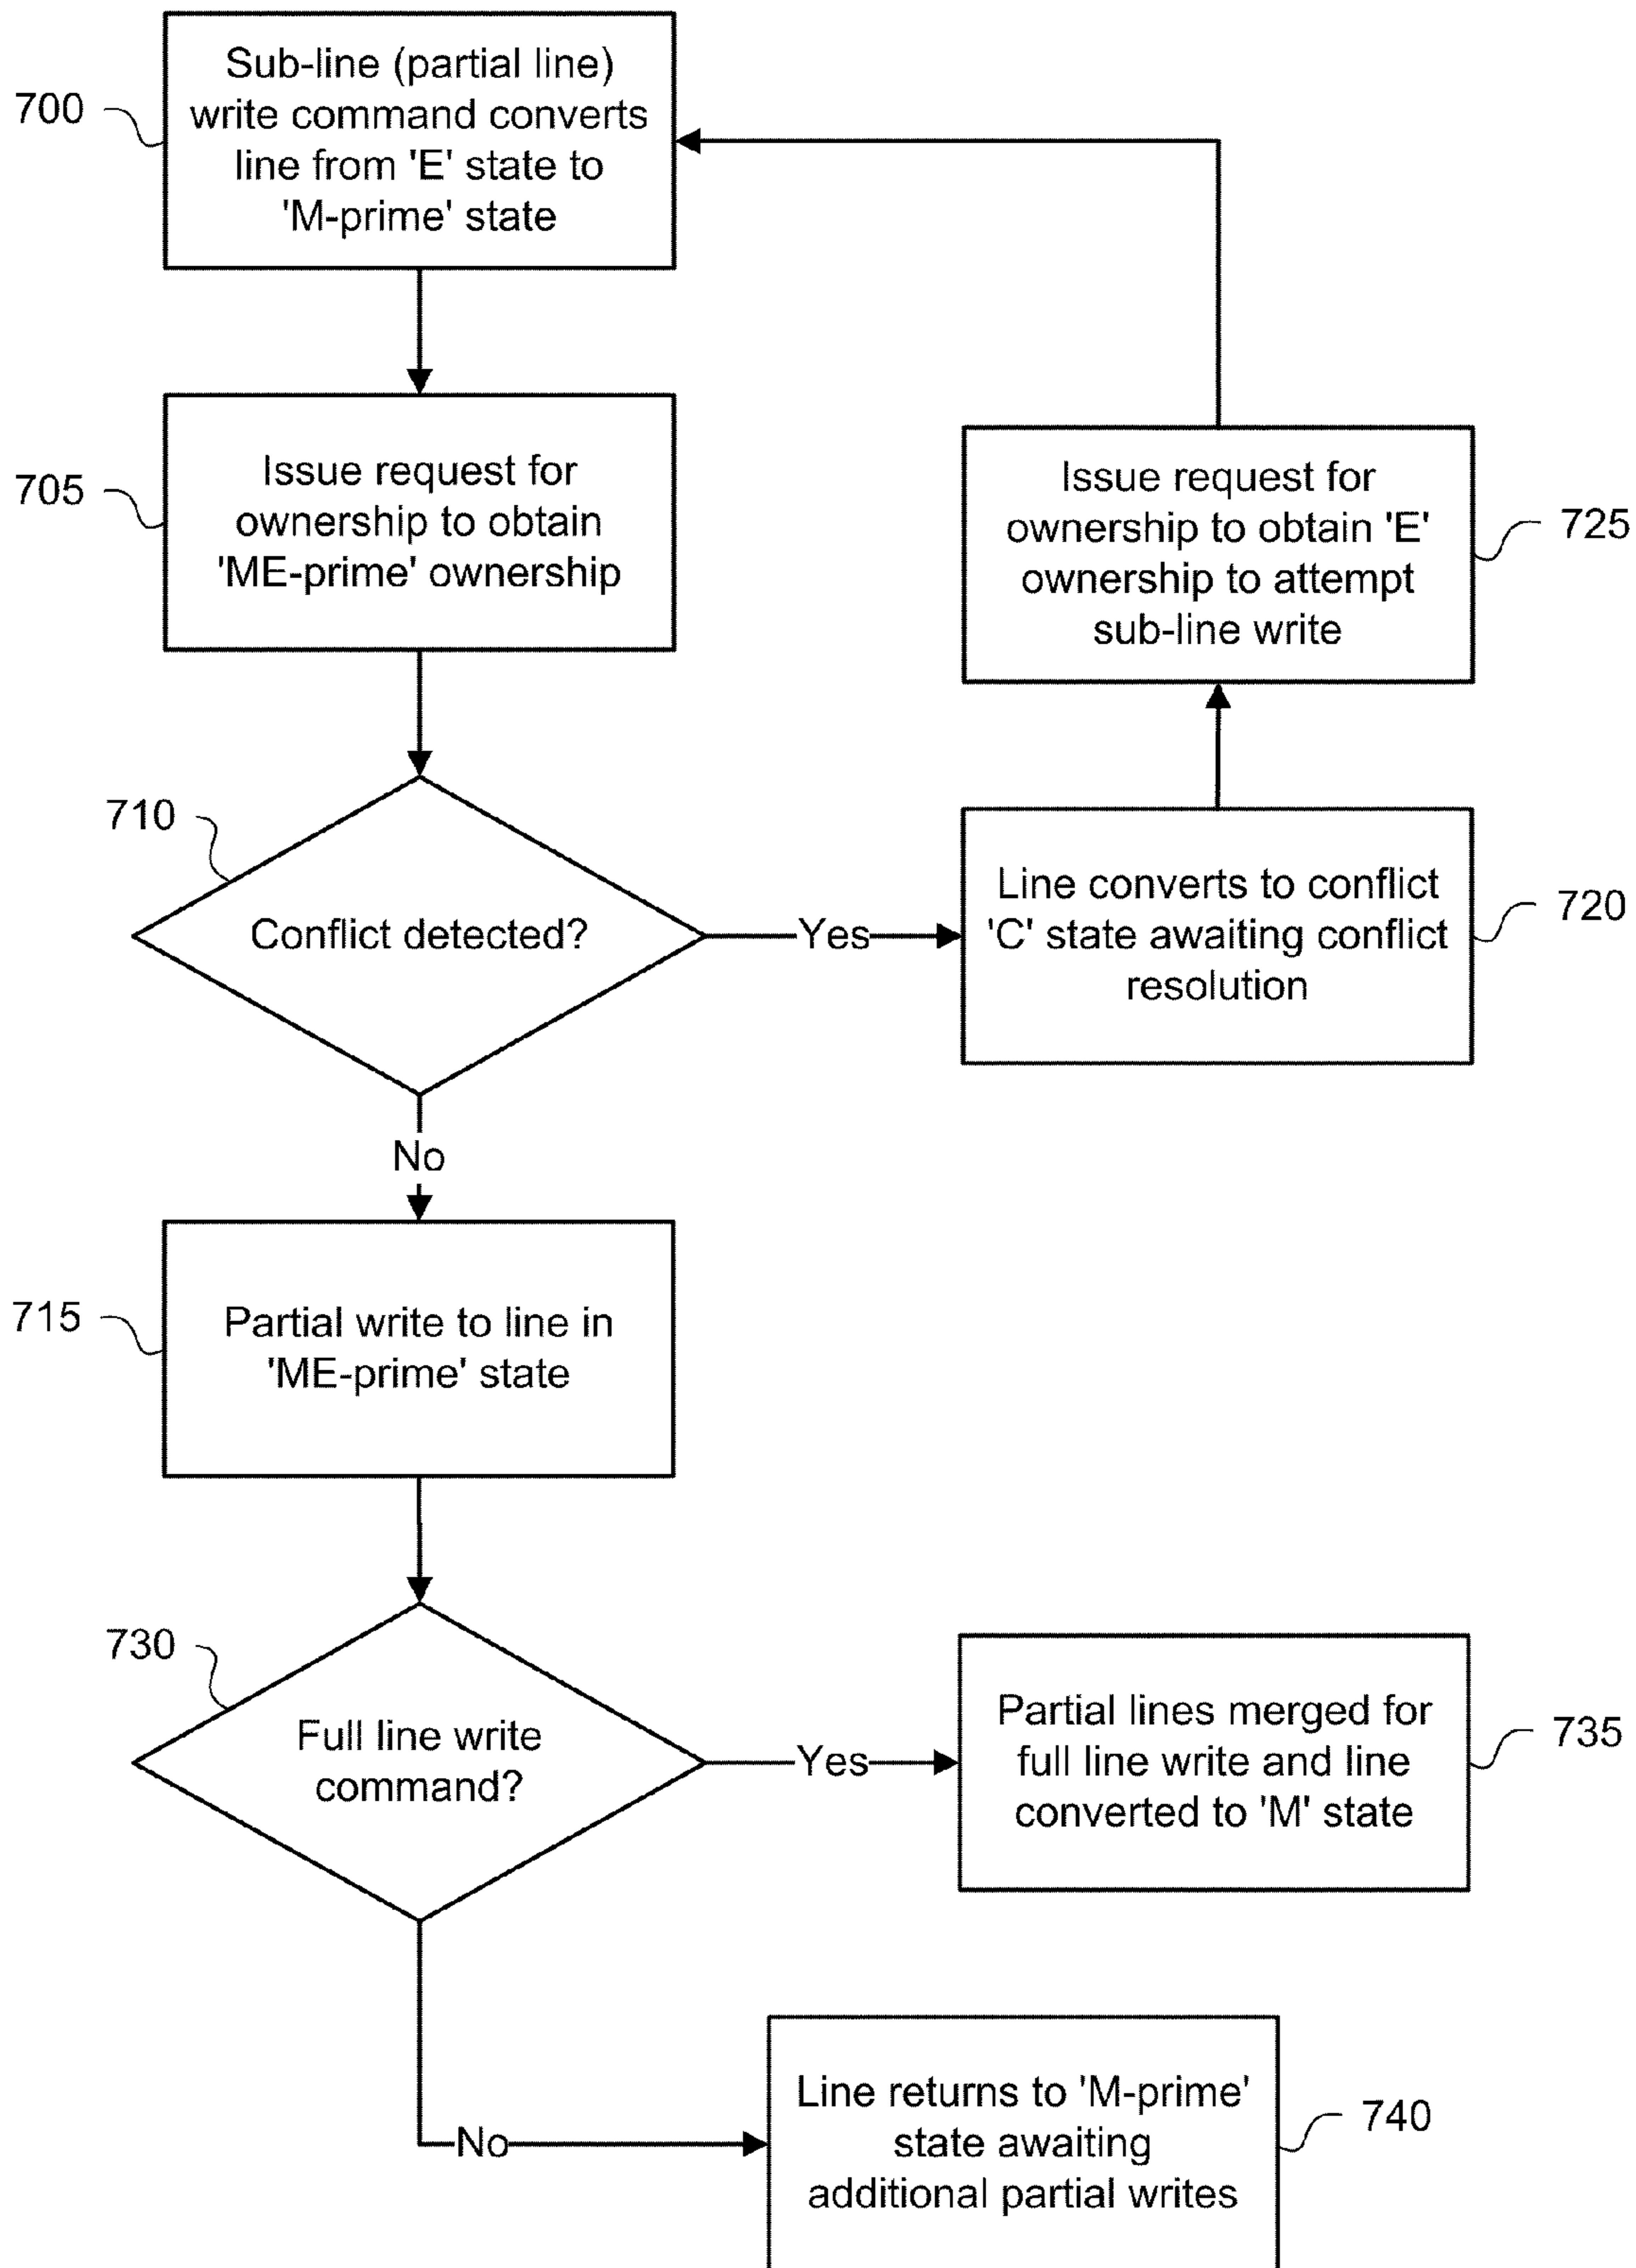 700
Sub-line (partial line)
write command converts
line from 'E' state to
'M-prime' state
705
Issue request for
ownership to obtain
'ME-prime' ownership
725
Issue request for
ownership to obtain 'E'
ownership to attempt
sub-line write
710
Conflict detected?
Yes
720
Line converts to conflict
'C' state awaiting conflict
resolution
No
715
Partial write to line in
'ME-prime' state
730
Full line write
command?
Yes
735
Partial lines merged for
full line write and line
converted to 'M' state
No
740
Line returns to 'M-prime'
state awaiting
additional partial writes